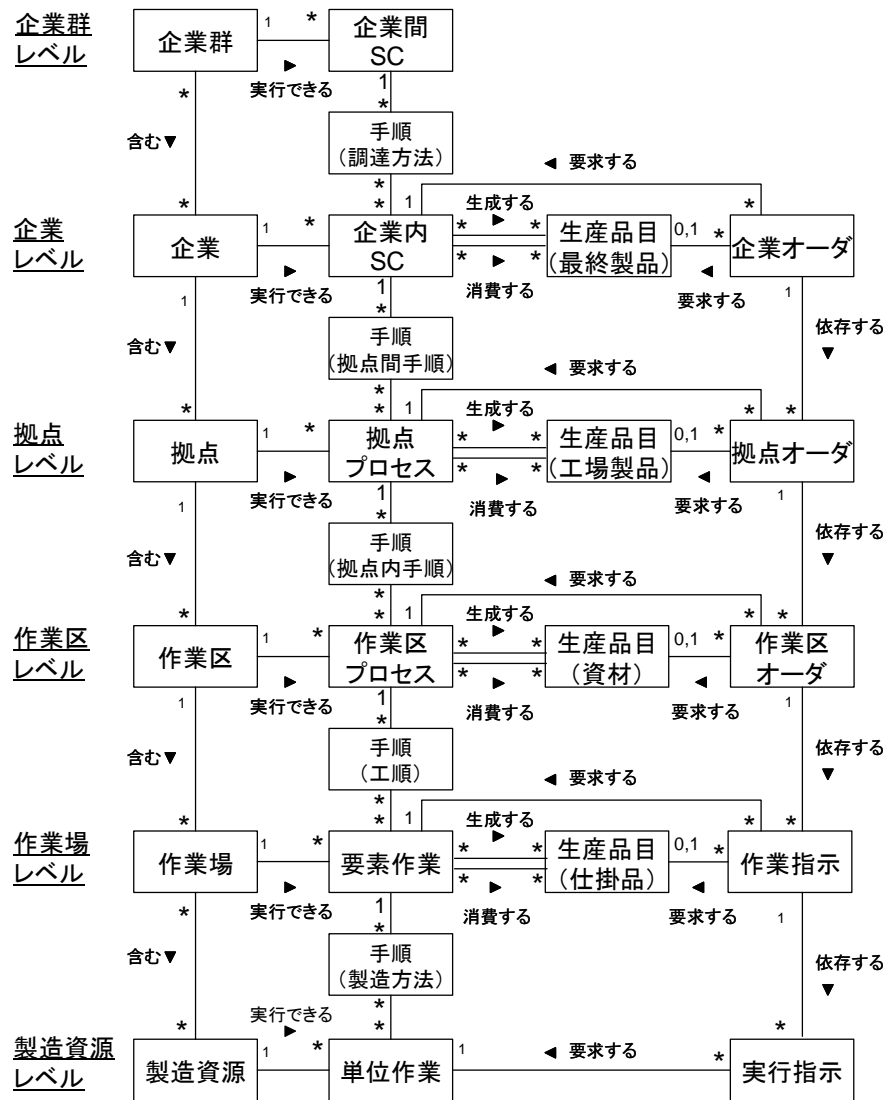 企業群
レベル
企業群
1
*
企業間
SC
▶
実行できる
*
1
*
含む▼
手順
(調達方法)
◀ 要求する
*
*
*
1
生成する
▶
*
企業
レベル
企業
1
*
企業内
SC
*
*
生産品目
(最終製品)
0,1
*
企業オーダ
▶
実行できる
*
▶
*
消費する
◀
要求する
1
1
*
1
含む▼
手順
(拠点間手順)
依存する
▼
◀ 要求する
*
*
*
1
生成する
▶
*
*
拠点
レベル
拠点
1
*
拠点
プロセス
*
*
生産品目
(工場製品)
0,1
*
拠点オーダ
▶
実行できる
*
▶
*
消費する
◀
要求する
1
1
*
1
含む▼
手順
(拠点内手順)
依存する
▼
◀ 要求する
*
*
*
1
生成する
▶
*
*
作業区
レベル
作業区
1
*
作業区
プロセス
*
*
生産品目
(資材)
0,1
*
作業区
オーダ
▶
実行できる
*
▶
*
消費する
◀
要求する
1
1
*
1
含む▼
手順
(工順)
依存する
▼
◀ 要求する
*
*
*
1
生成する
▶
*
*
作業場
レベル
作業場
1
*
要素作業
*
*
生産品目
(仕掛品)
0,1
*
作業指示
▶
実行できる
*
▶
*
消費する
◀
要求する
*
1
*
1
含む▼
手順
(製造方法)
依存する
▼
*
実行できる
▶
*
*
*
製造資源
レベル
製造資源
1
*
単位作業
1
◀ 要求する
*
実行指示